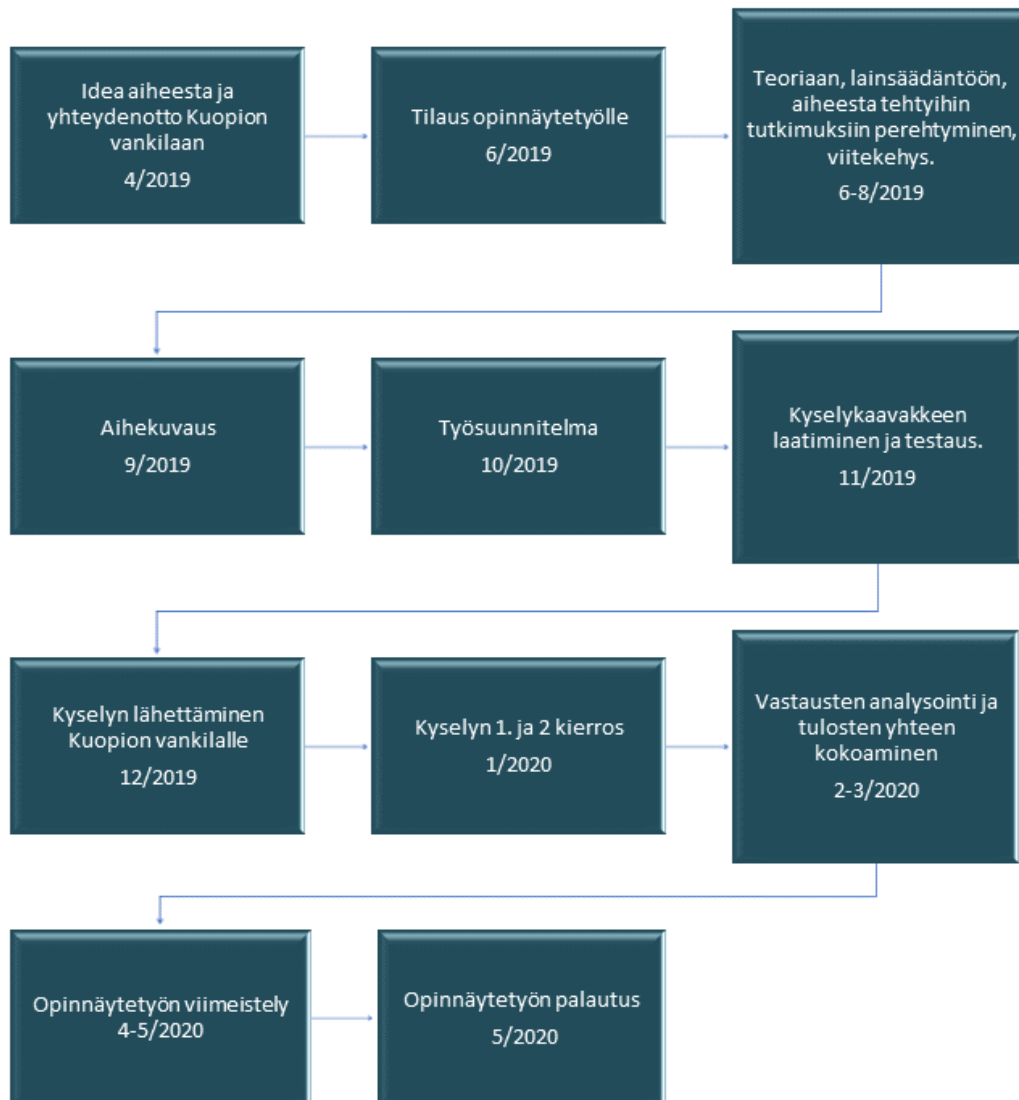 Idea aiheesta ja
yhteydenotto Kuopion
vankilaan
4/2019
Tilaus opinnäytetyölle
6/2019
Teoriaan, lainsäädäntöön,
aiheesta tehtyihin
tutkimuksiin perehtyminen,
viitekehys.
6-8/2019
Aihekuvaus
9/2019
Työsuunnitelma
10/2019
Kyselykaavakkeen
laatiminen ja testaus.
11/2019
Kyselyn lähettäminen
Kuopion vankilalle
12/2019
Kyselyn 1. ja 2 kierros
1/2020
Vastausten analysointi ja
tulosten yhteen
kokoaminen
2-3/2020
Opinnäytetyön viimeistely
4-5/2020
Opinnäytetyön palautus
5/2020